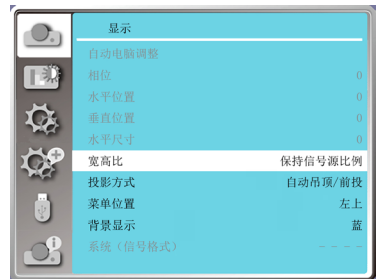 显示
自动电脑调整
相位 0
水平位置 0
垂直位置 0
水平尺寸 0
宽高比 保持信号源比例
投影方式 自动吊顶/前投
菜单位置 左上
背景显示 蓝
系统（信号格式） - - - -